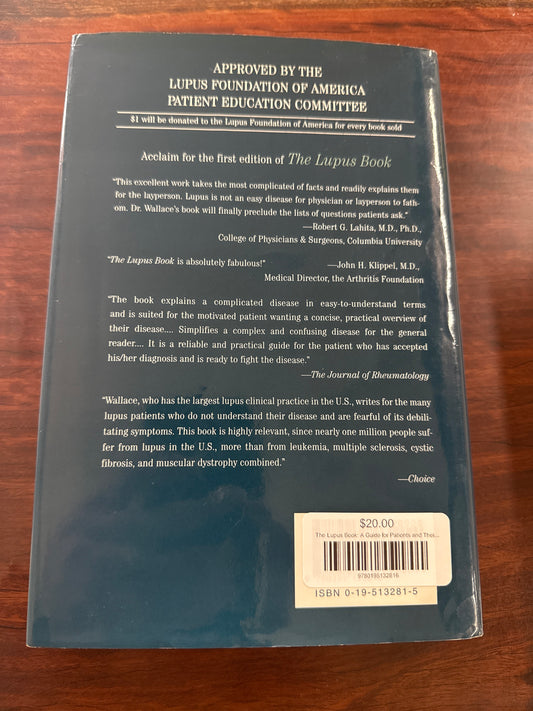 APPROVED BY THE
LUPUS FOUNDATION OF AMERICA
PATIENT EDUCATION COMMITTEE
$1 will be donated to the Lupus Foundation of America for every book sold
Acclaim for the first edition of The Lupus Book
"This excellent work takes the most complicated of facts and readily explains them
for the layperson. Lupus is not an easy disease for physician or layperson to fath-
om. Dr. Wallace's book will finally preclude the lists of questions patients ask."
—Robert G. Lahita, M.D., Ph.D.,
College of Physicians & Surgeons, Columbia University
"The Lupus Book is absolutely fabulous!" —John H. Klippel, M.D.,
Medical Director, the Arthritis Foundation
"The book explains a complicated disease in easy-to-understand terms
and is suited for the motivated patient wanting a concise, practical overview of
their disease.... Simplifies a complex and confusing disease for the general
reader.... It is a reliable and practical guide for the patient who has accepted
his/her diagnosis and is ready to fight the disease."
—The Journal of Rheumatology
"Wallace, who has the largest lupus clinical practice in the U.S., writes for the many
lupus patients who do not understand their disease and are fearful of its debili-
tating symptoms. This book is highly relevant, since nearly one million people suf-
fer from lupus in the U.S., more than from leukemia, multiple sclerosis, cystic
fibrosis, and muscular dystrophy combined."
—Choice
$20.00
The Lupus Book: A Guide for Patients and Thei...
9780195132816
ISBN 0-19-513281-5